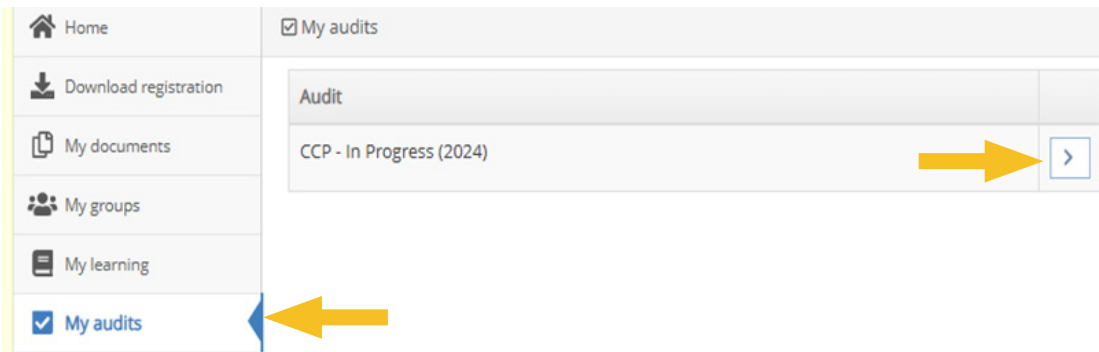 Home
Download registration
My documents
My groups
My learning
My audits
My audits
Audit
CCP - In Progress (2024)